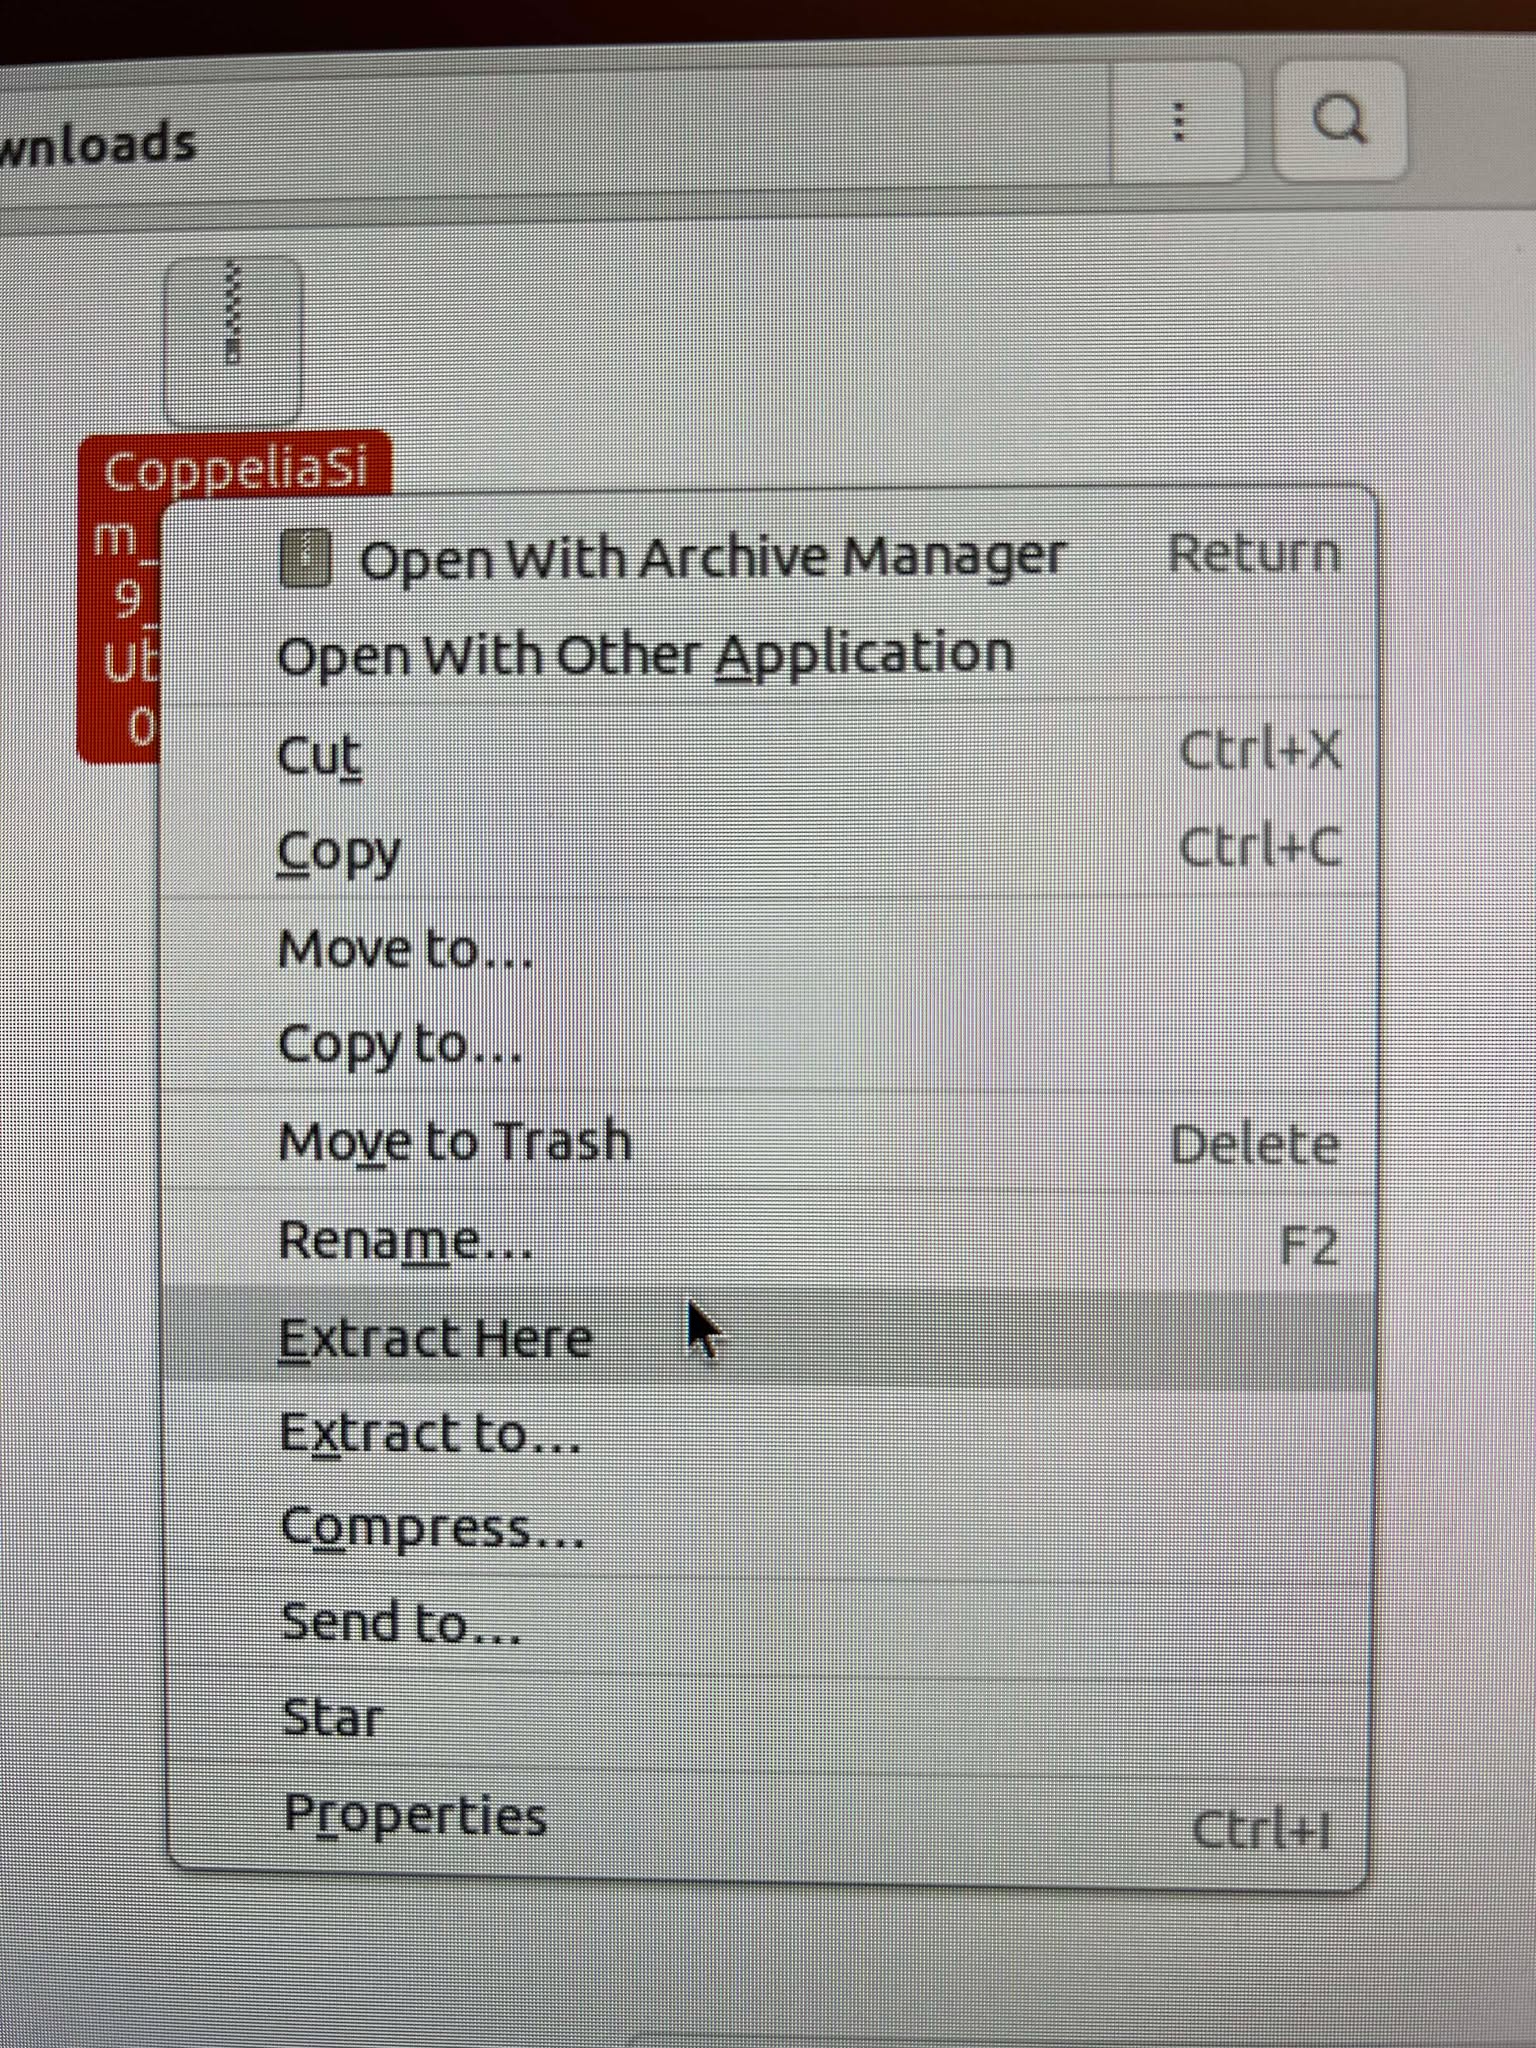 wnloads
CoppeliaSi
m_
9_
Ub
0
Open With Archive Manager Return
Open With Other Application
Cut Ctrl+X
Copy Ctrl+C
Move to...
Copy to...
Move to Trash Delete
Rename... F2
Extract Here
Extract to...
Compress...
Send to...
Star
Properties Ctrl+I